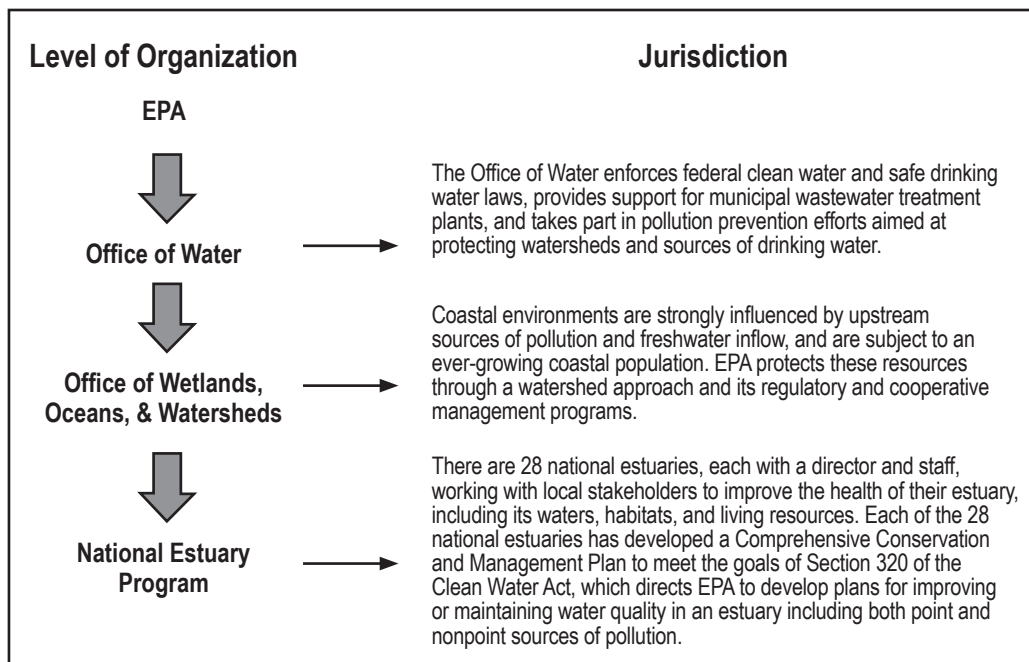 Level of Organization
Jurisdiction
EPA
Office of Water
The Office of Water enforces federal clean water and safe drinking
water laws, provides support for municipal wastewater treatment
plants, and takes part in pollution prevention efforts aimed at
protecting watersheds and sources of drinking water.
Office of Wetlands,
Oceans, & Watersheds
Coastal environments are strongly influenced by upstream
sources of pollution and freshwater inflow, and are subject to an
ever-growing coastal population. EPA protects these resources
through a watershed approach and its regulatory and cooperative
management programs.
National Estuary
Program
There are 28 national estuaries, each with a director and staff,
working with local stakeholders to improve the health of their estuary,
including its waters, habitats, and living resources. Each of the 28
national estuaries has developed a Comprehensive Conservation
and Management Plan to meet the goals of Section 320 of the
Clean Water Act, which directs EPA to develop plans for improving
or maintaining water quality in an estuary including both point and
nonpoint sources of pollution.